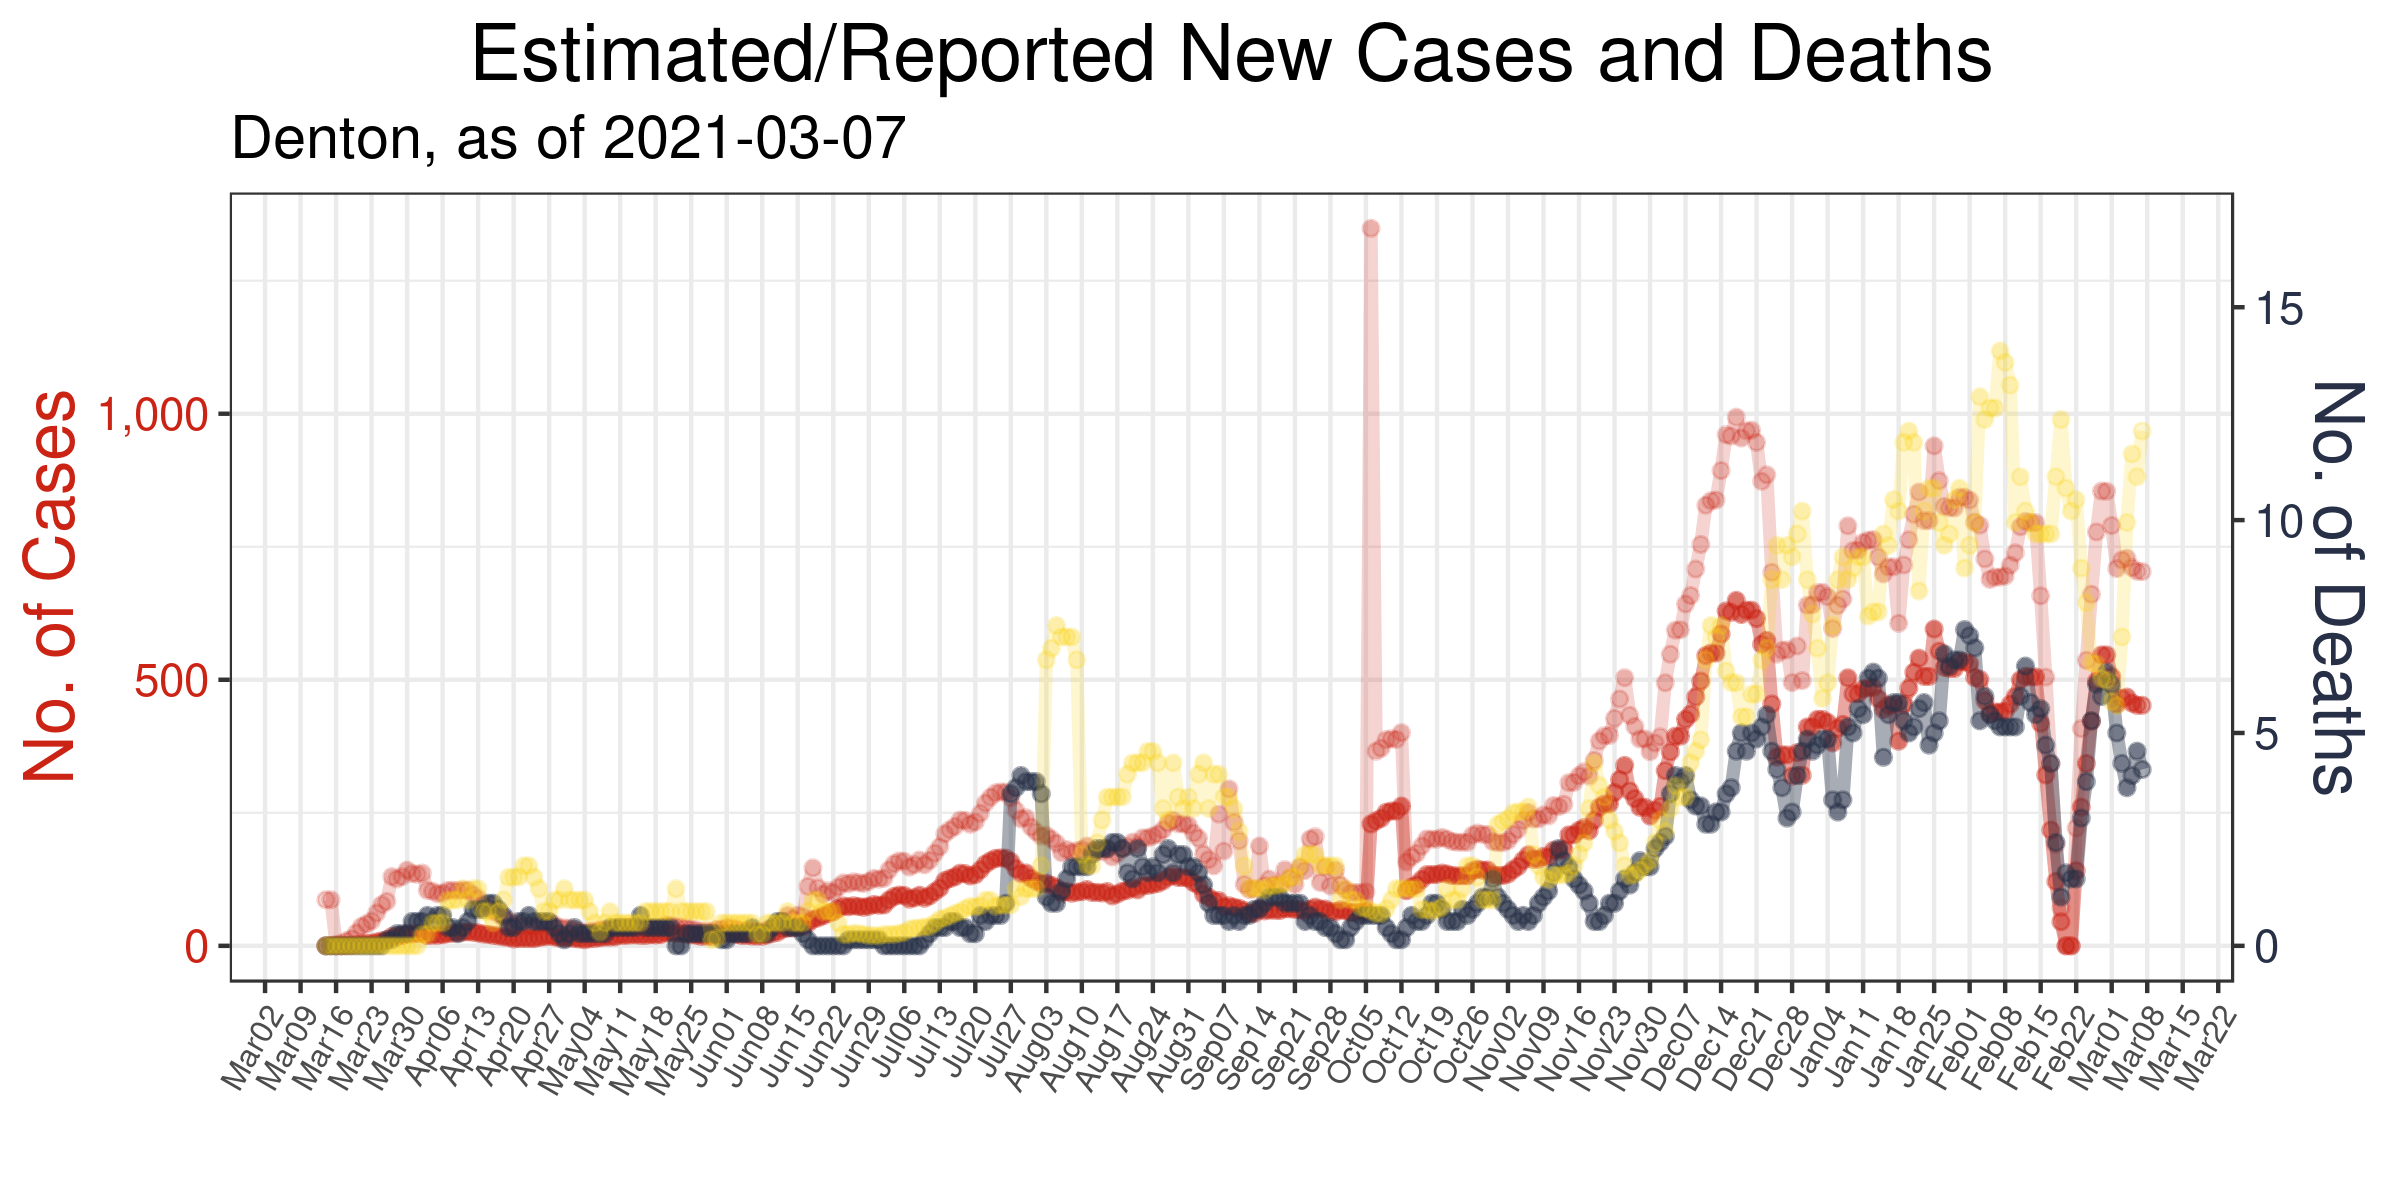 Estimated/Reported New Cases and Deaths
Denton, as of 2021-03-07
No. of Cases
1,000
500
0
15
10
5
0
No. of Deaths
Mar02
Mar09
Mar16
Mar23
Mar30
Apr06
Apr13
Apr20
Apr27
May04
May11
May18
May25
Jun01
Jun08
Jun15
Jun22
Jun29
Jul06
Jul13
Jul20
Jul27
Aug03
Aug10
Aug17
Aug24
Aug31
Sep07
Sep14
Sep21
Sep28
Oct05
Oct12
Oct19
Oct26
Nov02
Nov09
Nov16
Nov23
Nov30
Dec07
Dec14
Dec21
Dec28
Jan04
Jan11
Jan18
Jan25
Feb01
Feb08
Feb15
Feb22
Mar01
Mar08
Mar15
Mar22